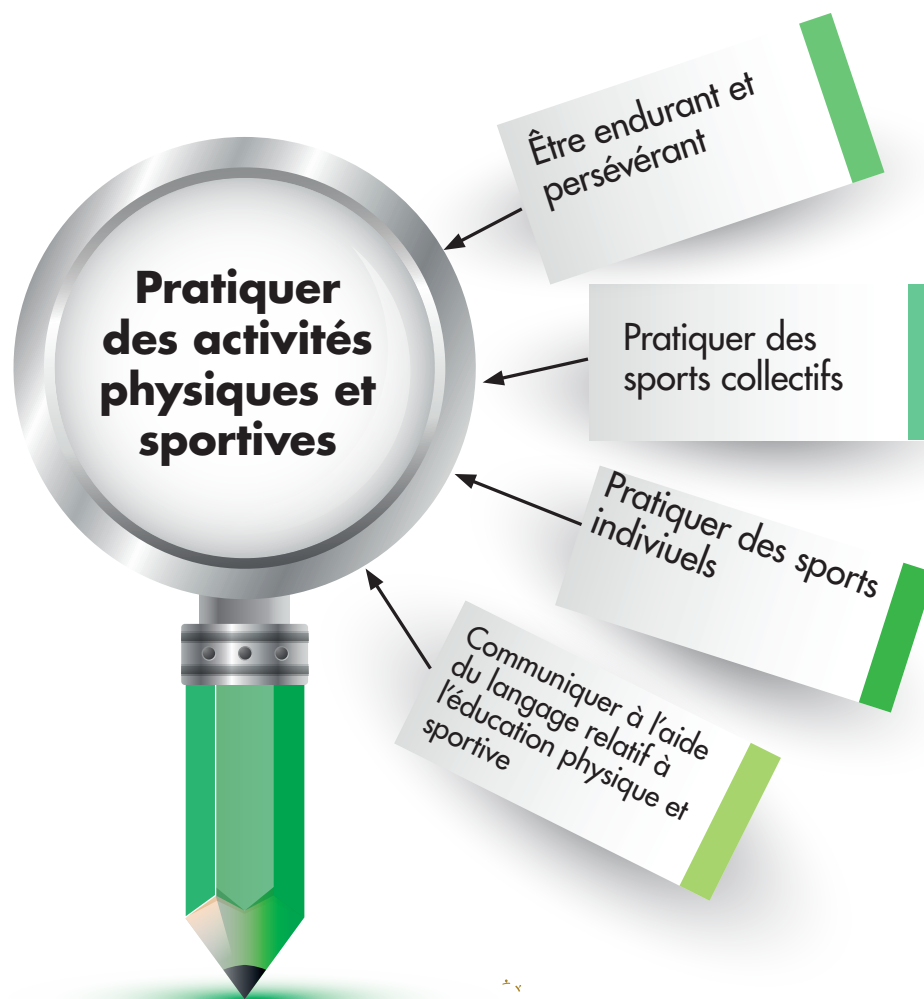 Pratiquer
des activités
physiques et
sportives
Être endurant et
persévérant
Pratiquer des
sports collectifs
Pratiquer des sports
indiviuels
Communiquer à l'aide
du langage relatif à
l'éducation physique et
sportive